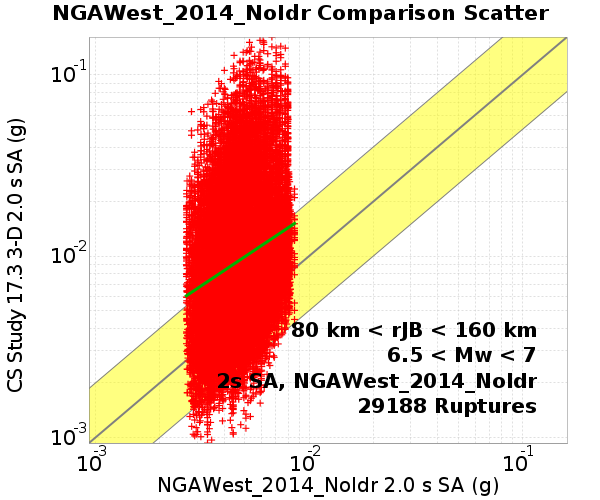 NGAWest_2014_NoIdr Comparison Scatter
CS Study 17.3 3-D 2.0 s SA (g)
10-1
10-2
10-3
80 km < rJB < 160 km
6.5 < Mw < 7
2s SA, NGAWest_2014_NoIdr
29188 Ruptures
10-3 10-2 10-1
NGAWest_2014_NoIdr 2.0 s SA (g)